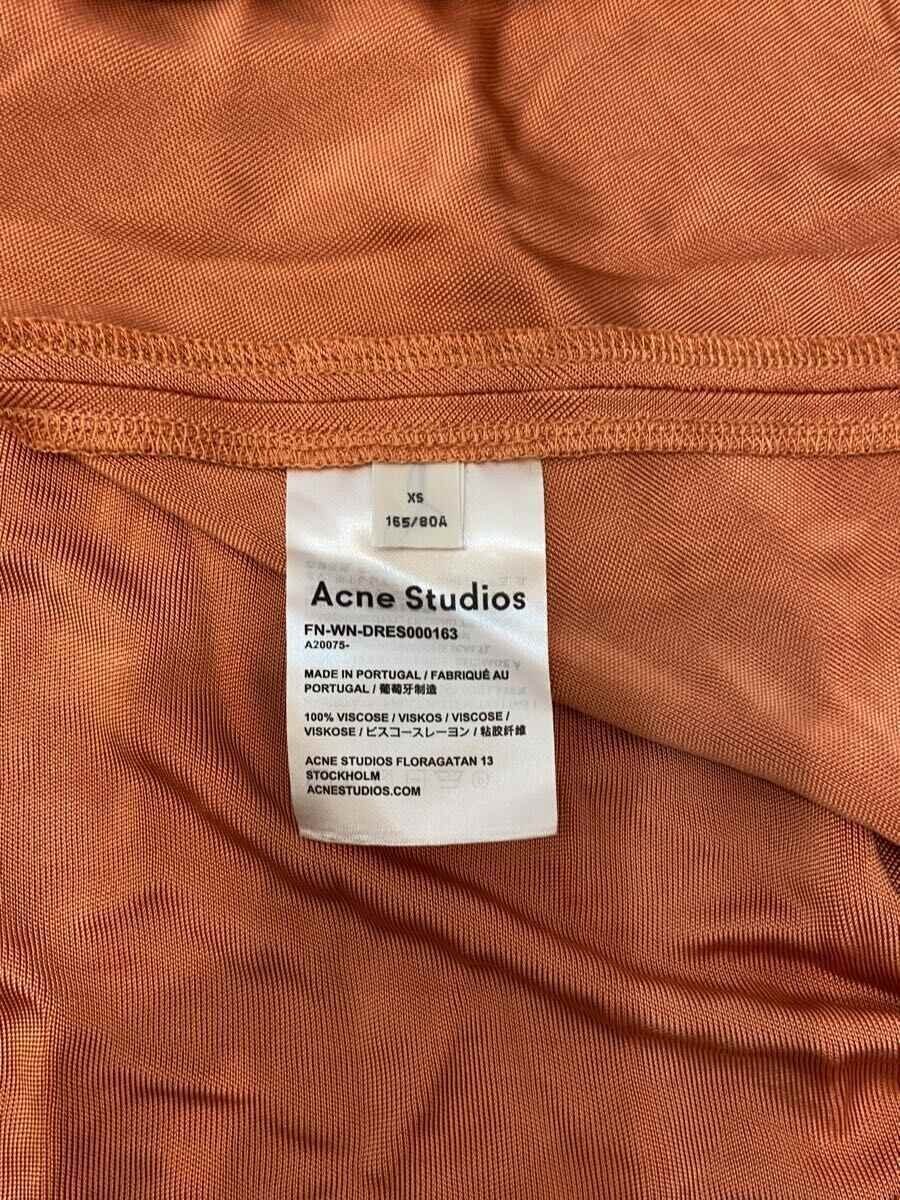 XS
165/80A
Acne Studios
FN-WN-DRES000163
A20075-
MADE IN PORTUGAL / FABRIQUÉ AU
PORTUGAL / 葡萄牙制造
100% VISCOSE / VISKOS / VISCOSE /
VISKOSE / ビスコースレーヨン / 粘胶纤维
ACNE STUDIOS FLORAGATAN 13
STOCKHOLM
ACNESTUDIOS.COM